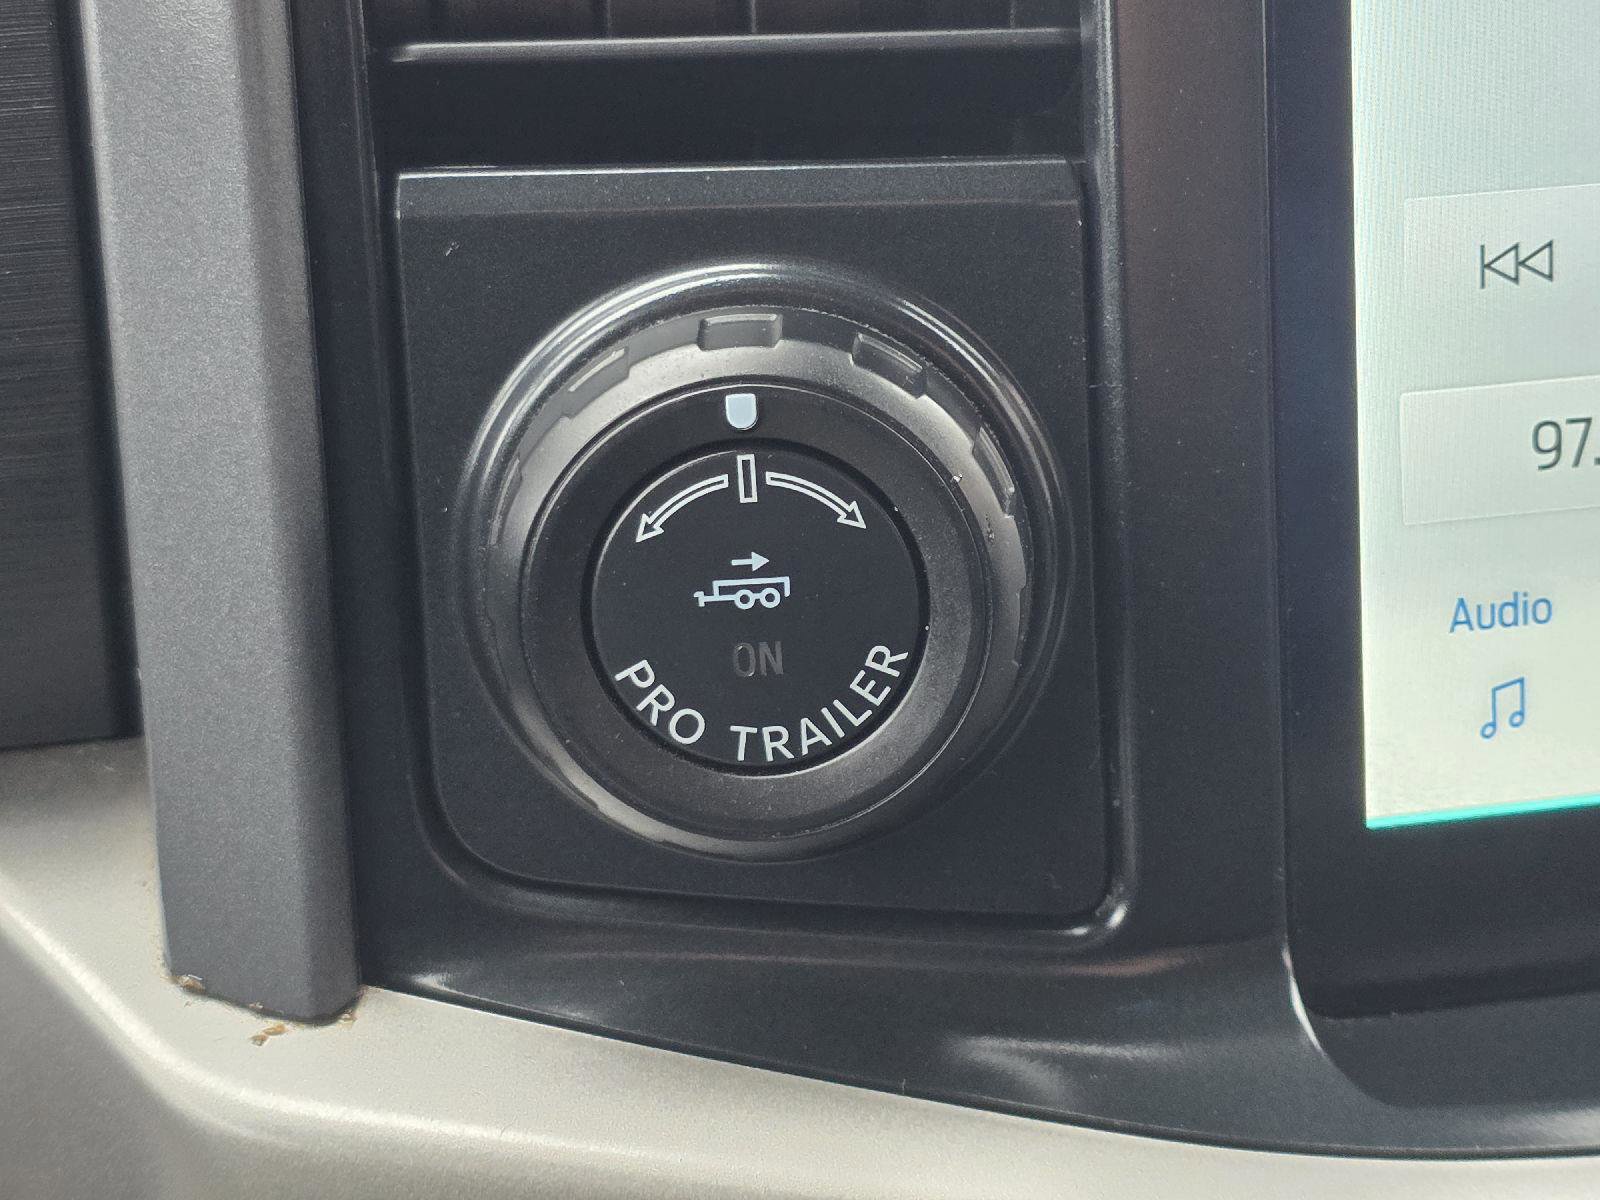 97.
Audio
ON
PRO TRAILER